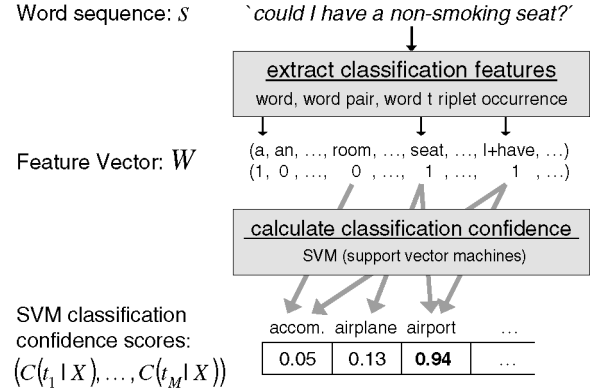 Word sequence: S
`could I have a non-smoking seat?´
extract classification features
word, word pair, word t riplet occurrence
Feature Vector: W
(a, an, …, room, …, seat, …, I+have, …)
(1, 0 , …, 0 , …, 1 , …, 1 , …)
calculate classification confidence
SVM (support vector machines)
SVM classification
confidence scores:
(C(t₁ | X), …, C(t_M | X))
accom. airplane airport …
0.05 0.13 0.94 …